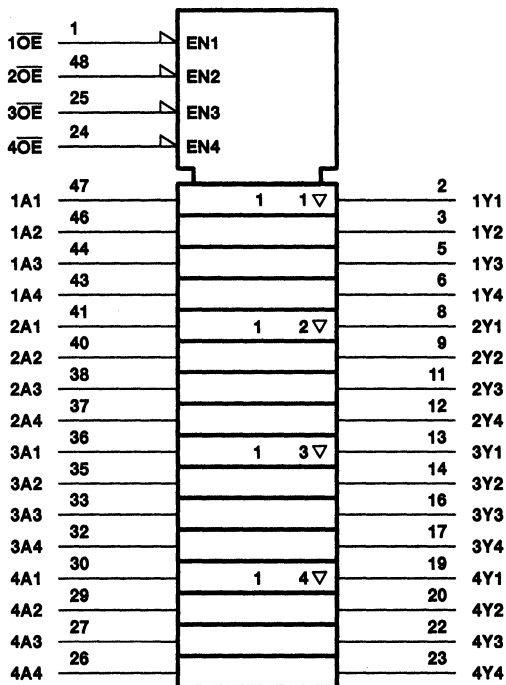 1O̅E̅ 1 EN1
2O̅E̅ 48 EN2
3O̅E̅ 25 EN3
4O̅E̅ 24 EN4
1A1 47 1 1 ▽ 2 1Y1
1A2 46 3 1Y2
1A3 44 5 1Y3
1A4 43 6 1Y4
2A1 41 1 2 ▽ 8 2Y1
2A2 40 9 2Y2
2A3 38 11 2Y3
2A4 37 12 2Y4
3A1 36 1 3 ▽ 13 3Y1
3A2 35 14 3Y2
3A3 33 16 3Y3
3A4 32 17 3Y4
4A1 30 1 4 ▽ 19 4Y1
4A2 29 20 4Y2
4A3 27 22 4Y3
4A4 26 23 4Y4